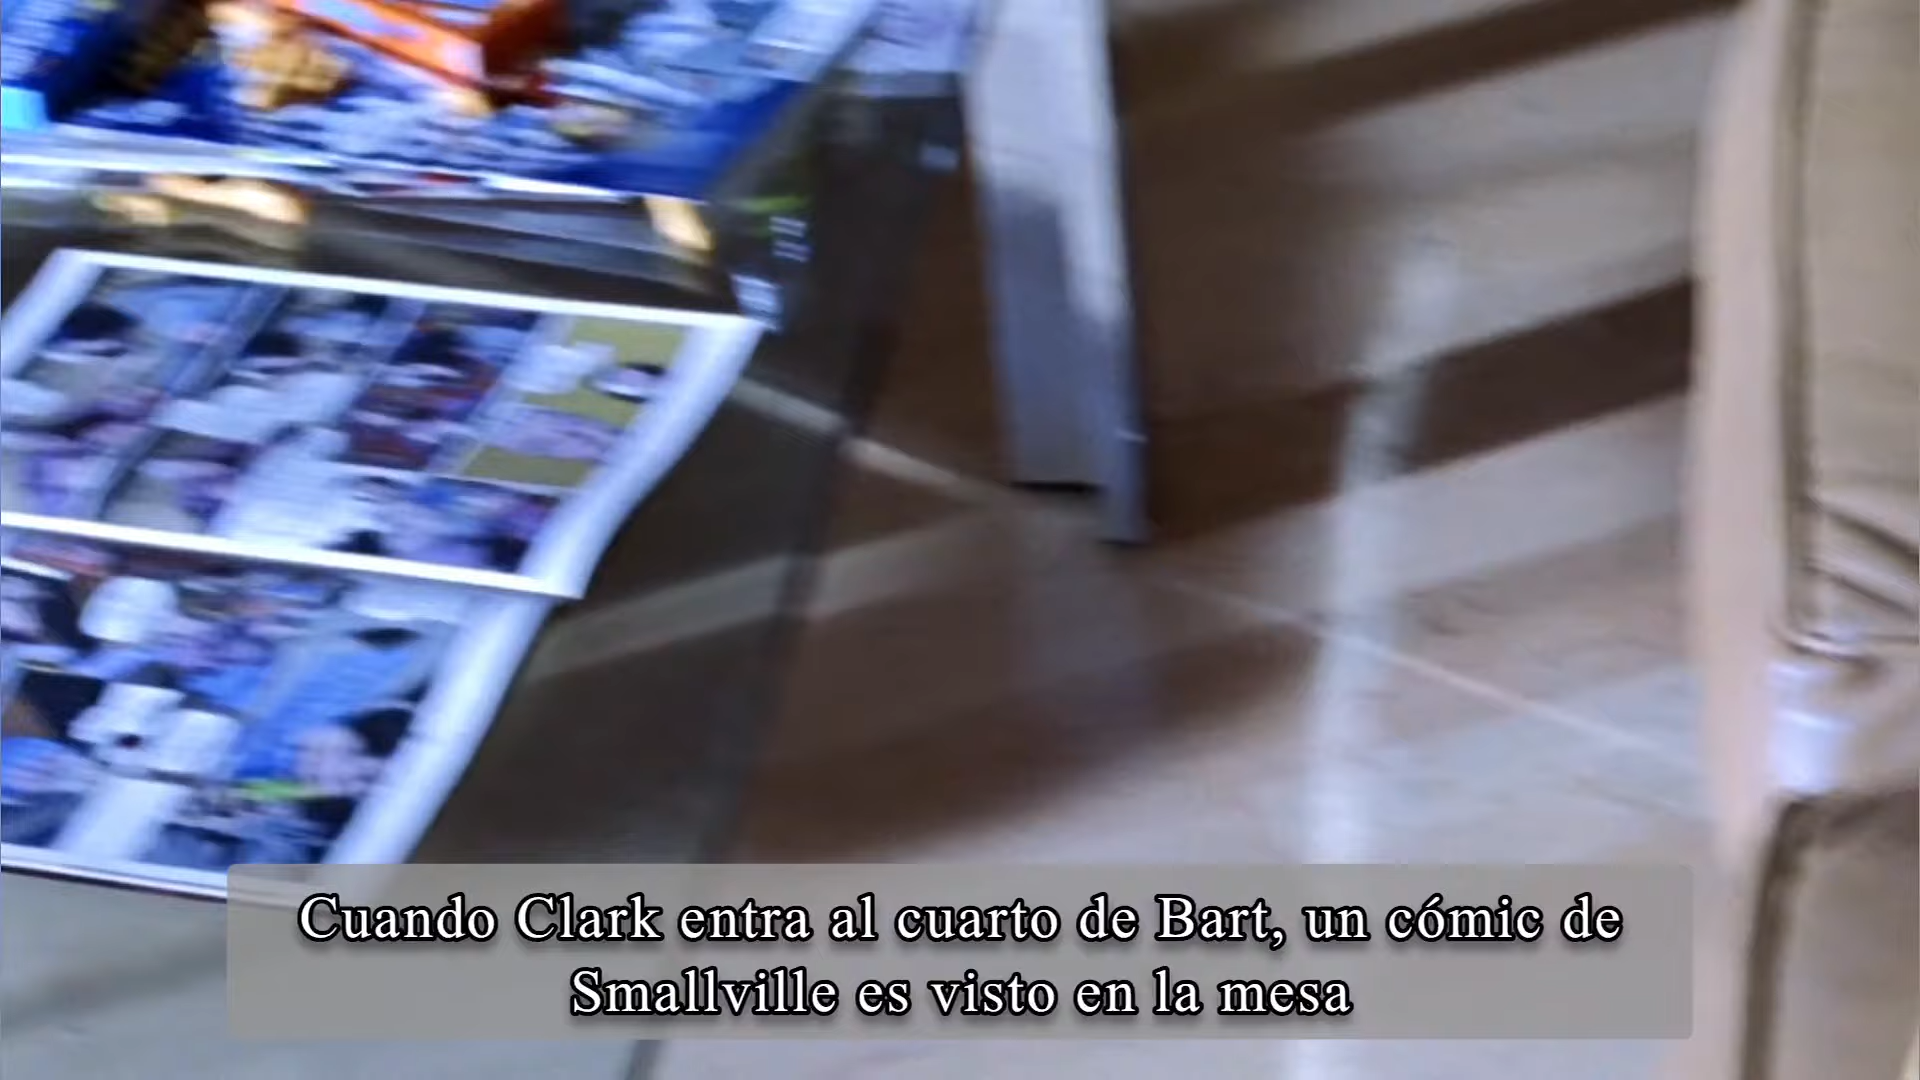 Cuando Clark entra al cuarto de Bart, un cómic de
Smallville es visto en la mesa